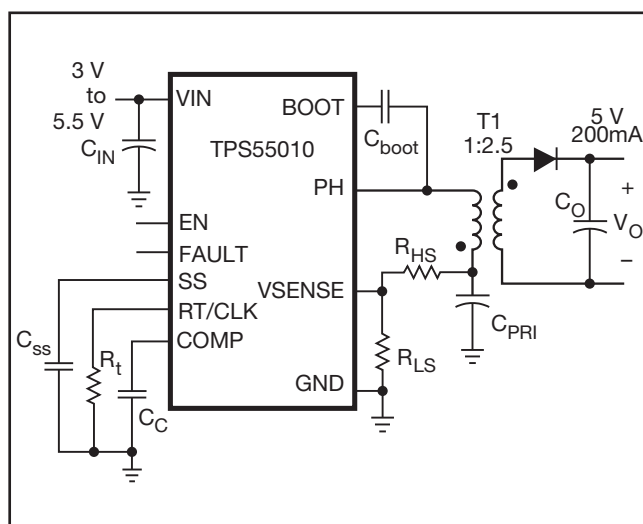 3 V
to
5.5 V
C_IN
VIN
EN
FAULT
SS
RT/CLK
COMP
TPS55010
BOOT
PH
VSENSE
GND
C_boot
T1
1:2.5
5 V
200mA
C_O
+
V_O
–
R_HS
C_PRI
R_LS
C_ss
R_t
C_C